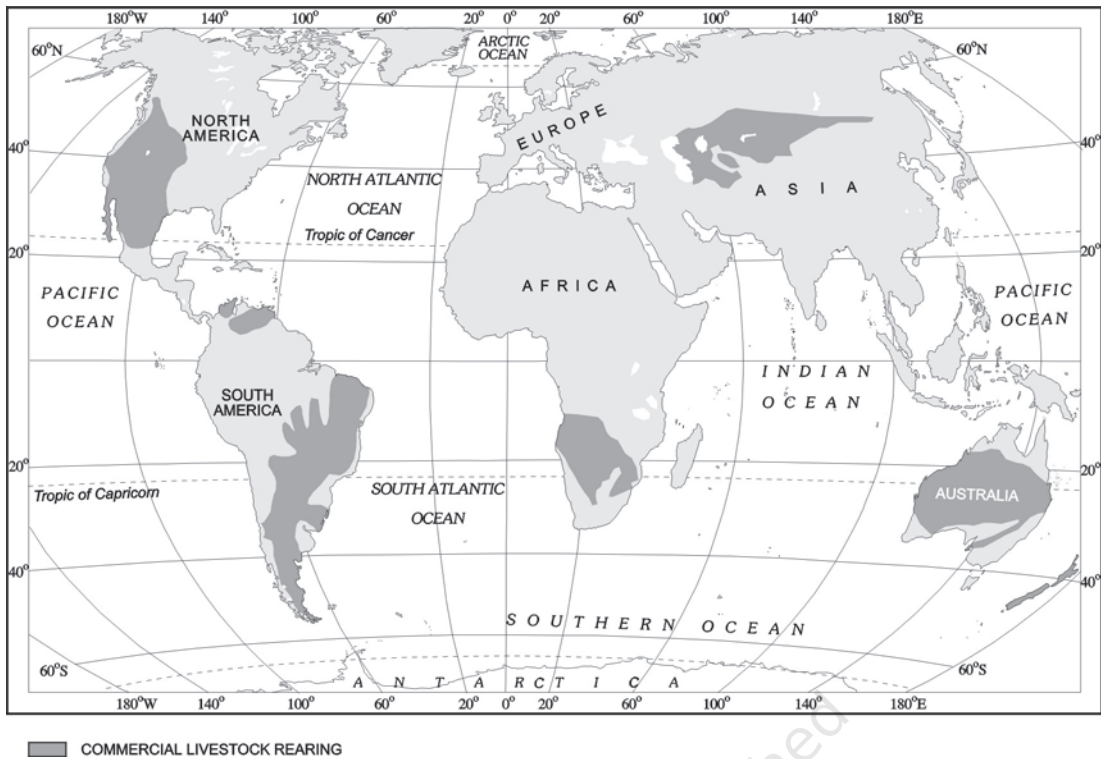 180°W 140° 100° 60° 20° 0° 20° 60° 100° 140° 180°E
ARCTIC
OCEAN
60°N
60°N
NORTH
AMERICA
EUROPE
40°
40°
NORTH ATLANTIC
OCEAN
ASIA
Tropic of Cancer
20°
20°
PACIFIC
OCEAN
AFRICA
PACIFIC
OCEAN
INDIAN
OCEAN
SOUTH
AMERICA
20°
20°
Tropic of Capricorn
SOUTH ATLANTIC
OCEAN
AUSTRALIA
40°
40°
SOUTHERN OCEAN
60°S
60°S
ANTARCTICA
180°W 140° 100° 60° 20° 0° 20° 60° 100° 140° 180°E
COMMERCIAL LIVESTOCK REARING